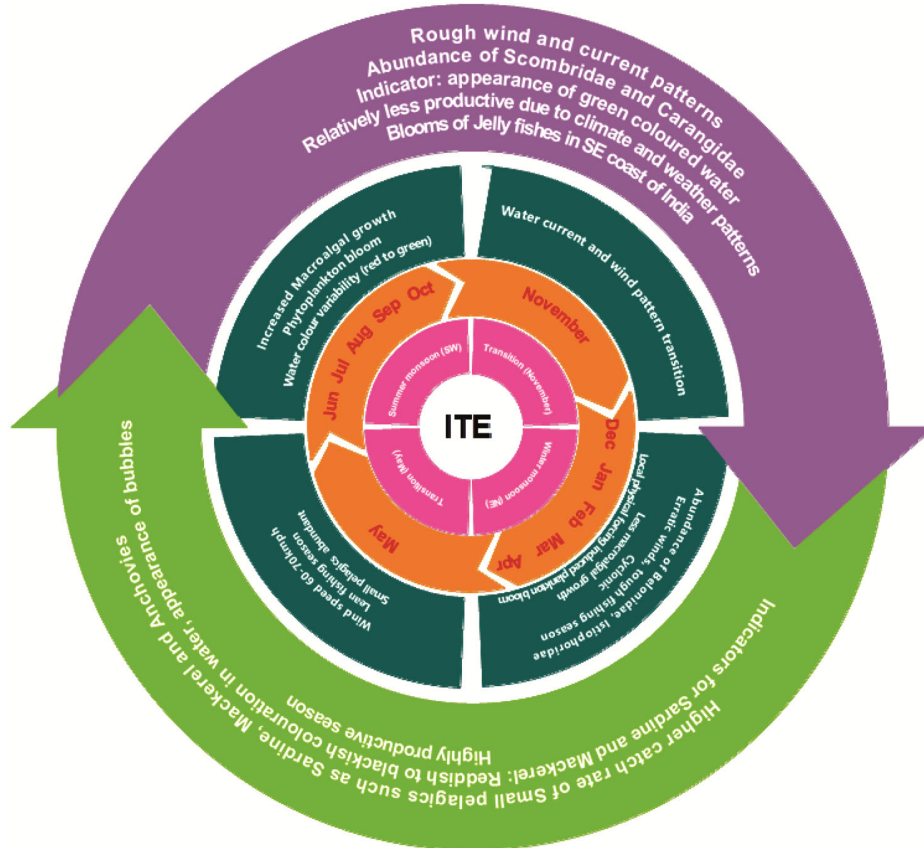 Rough wind and current patterns
Abundance of Scombridae and Carangidae
Indicator: appearance of green coloured water
Relatively less productive due to climate and weather patterns
Blooms of Jelly fishes in SE coast of India
Increased Macroalgal growth
Phytoplankton bloom
Water colour variability (red to green)
Water current and wind pattern transition
Jun Jul Aug Sep Oct
November
Summer monsoon (SW)
Transition (November)
ITE
Transition (May)
Winter monsoon (NE)
May
Dec Jan Feb Mar Apr
Wind speed 60-70kmph
Lean fishing season
Small pelagics abundant
Local physical forcing induced plankton bloom
Less macroalgal growth
Cyclonic
Erratic winds, tough fishing season
Abundance of Belonidae, Istiophoridae
Highly productive season
Indicators for Sardine and Mackerel: Reddish to blackish colouration in water, appearance of bubbles
Higher catch rate of Small pelagics such as Sardine, Mackerel and Anchovies